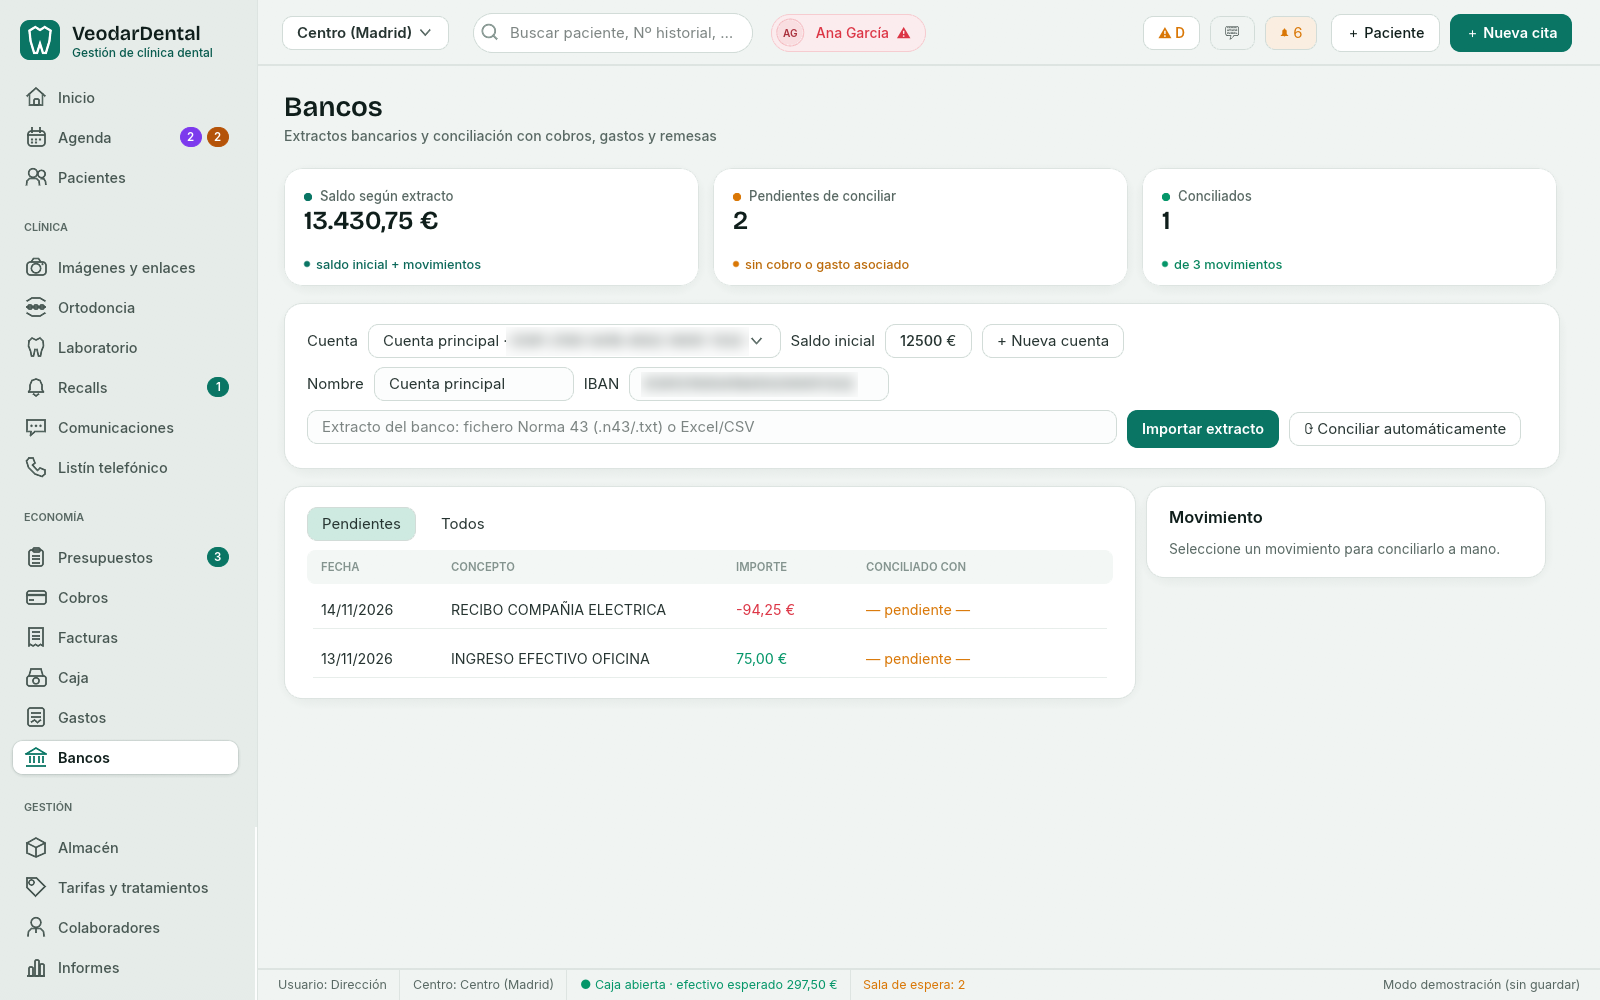 VeodarDental
Gestión de clínica dental
Inicio
Agenda 2 2
Pacientes
CLÍNICA
Imágenes y enlaces
Ortodoncia
Laboratorio
Recalls 1
Comunicaciones
Listín telefónico
ECONOMÍA
Presupuestos 3
Cobros
Facturas
Caja
Gastos
Bancos
GESTIÓN
Almacén
Tarifas y tratamientos
Colaboradores
Informes
Centro (Madrid)
Buscar paciente, Nº historial, ...
AG Ana García
D
6
+ Paciente
+ Nueva cita
Bancos
Extractos bancarios y conciliación con cobros, gastos y remesas
Saldo según extracto
13.430,75 €
saldo inicial + movimientos
Pendientes de conciliar
2
sin cobro o gasto asociado
Conciliados
1
de 3 movimientos
Cuenta Cuenta principal · Saldo inicial 12500 € + Nueva cuenta
Nombre Cuenta principal IBAN
Extracto del banco: fichero Norma 43 (.n43/.txt) o Excel/CSV Importar extracto Conciliar automáticamente
Pendientes Todos
FECHA CONCEPTO IMPORTE CONCILIADO CON
14/11/2026 RECIBO COMPAÑIA ELECTRICA -94,25 € — pendiente —
13/11/2026 INGRESO EFECTIVO OFICINA 75,00 € — pendiente —
Movimiento
Seleccione un movimiento para conciliarlo a mano.
Usuario: Dirección Centro: Centro (Madrid) Caja abierta · efectivo esperado 297,50 € Sala de espera: 2 Modo demostración (sin guardar)